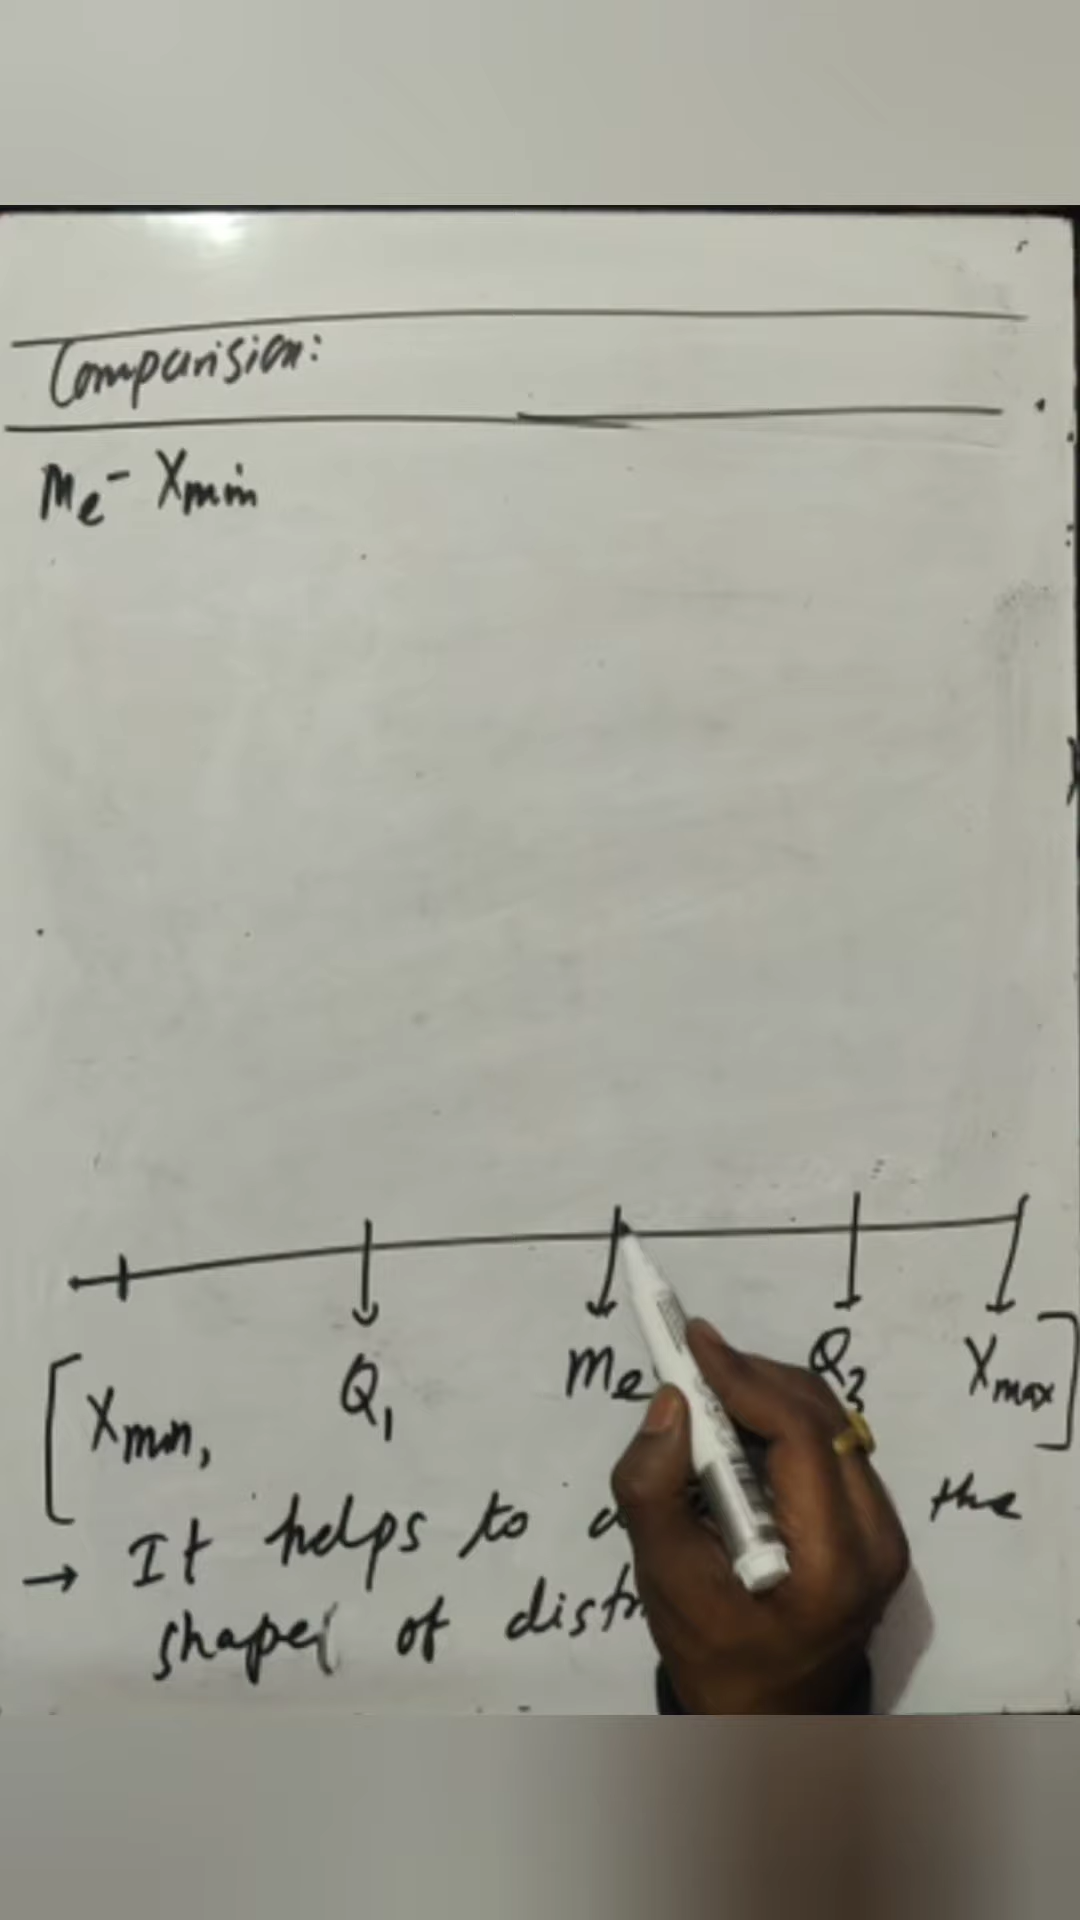 Comparision:
Me - Xmin
Q1 Me Q3 Xmax
Xmin,
→ It helps to the
shape of